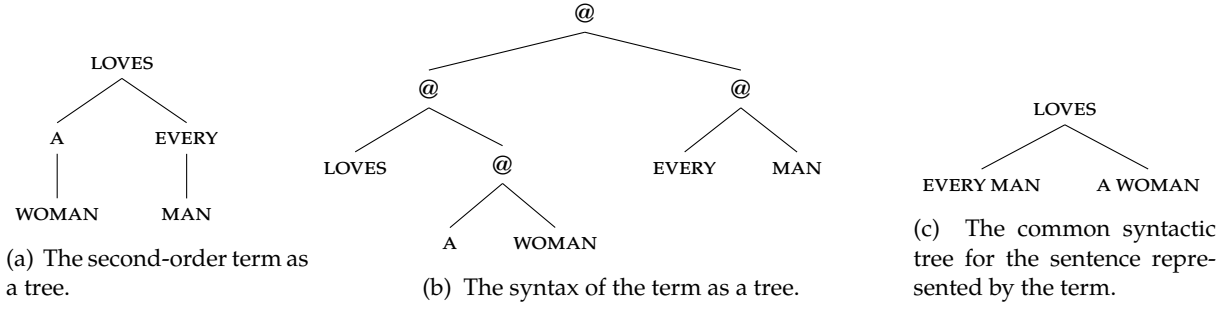 @
LOVES
@
@
LOVES
A
EVERY
LOVES
@
EVERY
MAN
EVERY MAN
A WOMAN
WOMAN
MAN
A
WOMAN
(a) The second-order term as
a tree.
(b) The syntax of the term as a tree.
(c) The common syntactic
tree for the sentence repre-
sented by the term.